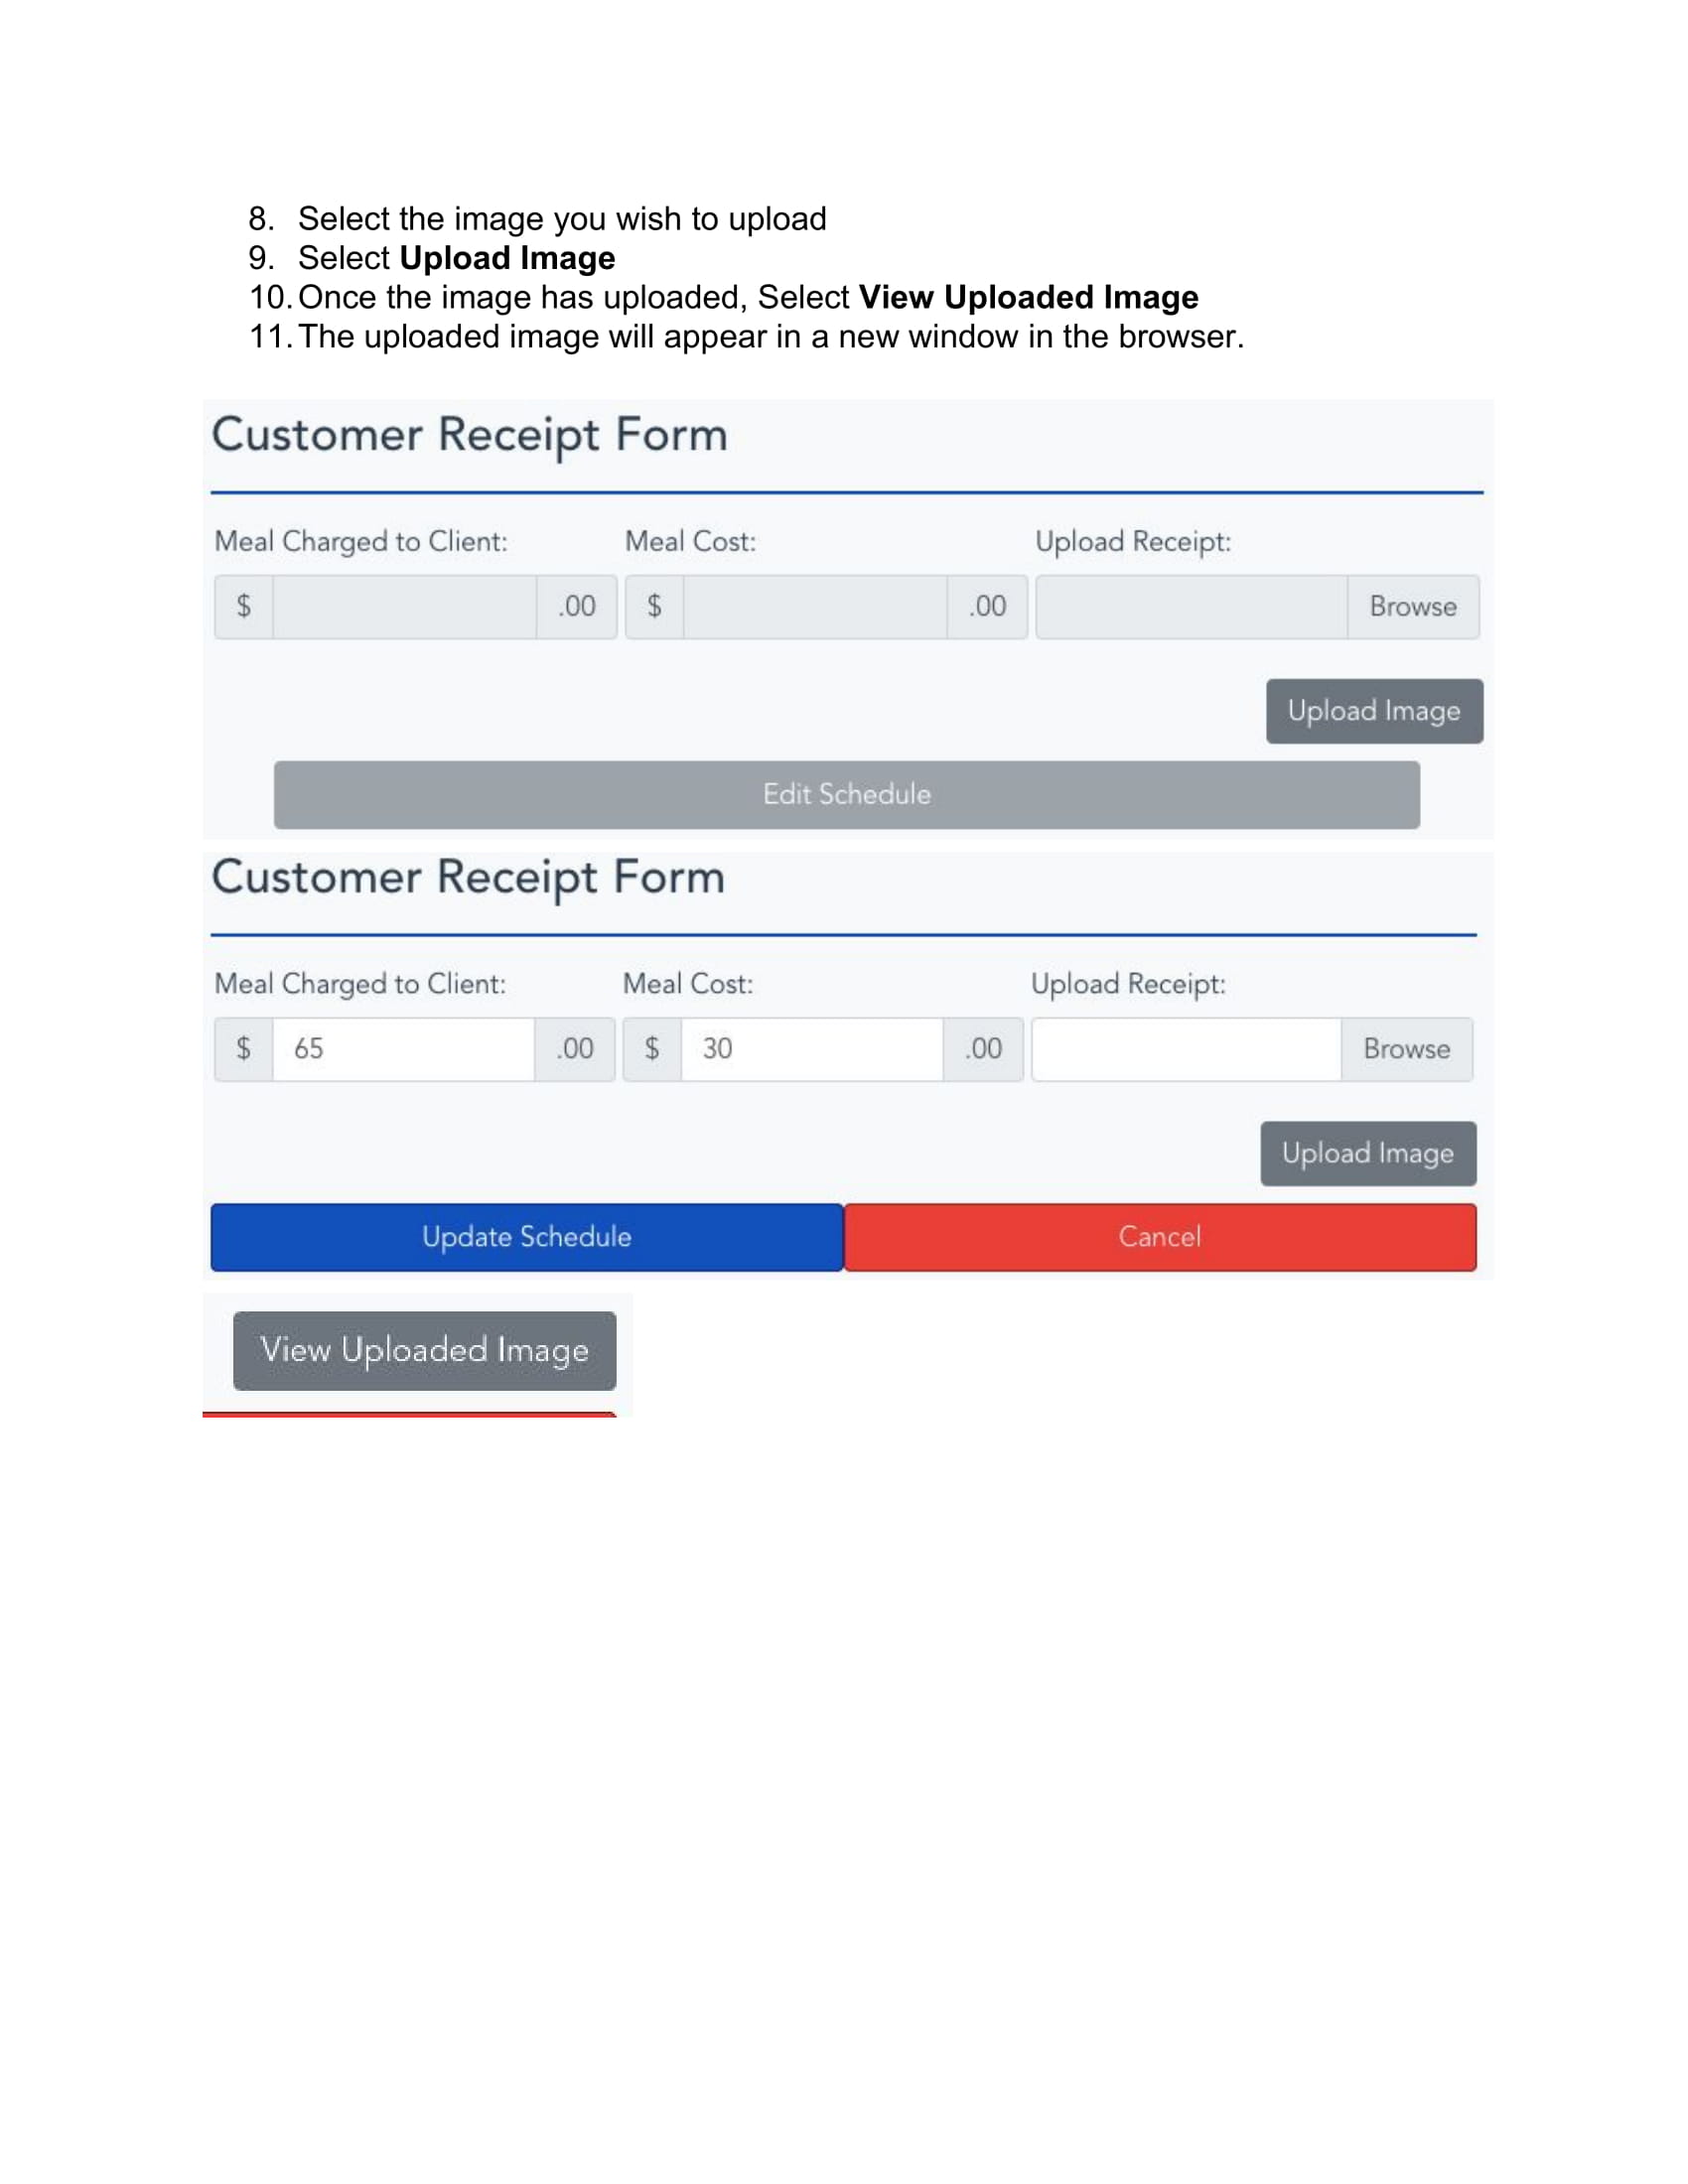 8. Select the image you wish to upload
9. Select Upload Image
10. Once the image has uploaded, Select View Uploaded Image
11. The uploaded image will appear in a new window in the browser.
Customer Receipt Form
Meal Charged to Client: Meal Cost: Upload Receipt:
$ .00 $ .00 Browse
Upload Image
Edit Schedule
Customer Receipt Form
Meal Charged to Client: Meal Cost: Upload Receipt:
$ 65 .00 $ 30 .00 Browse
Upload Image
Update Schedule Cancel
View Uploaded Image